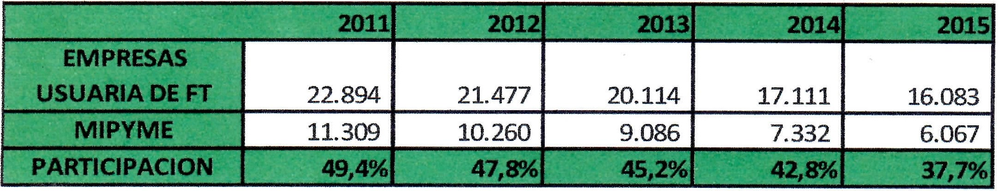 2011 2012 2013 2014 2015
EMPRESAS
USUARIA DE FT 22.894 21.477 20.114 17.111 16.083
MIPYME 11.309 10.260 9.086 7.332 6.067
PARTICIPACION 49,4% 47,8% 45,2% 42,8% 37,7%